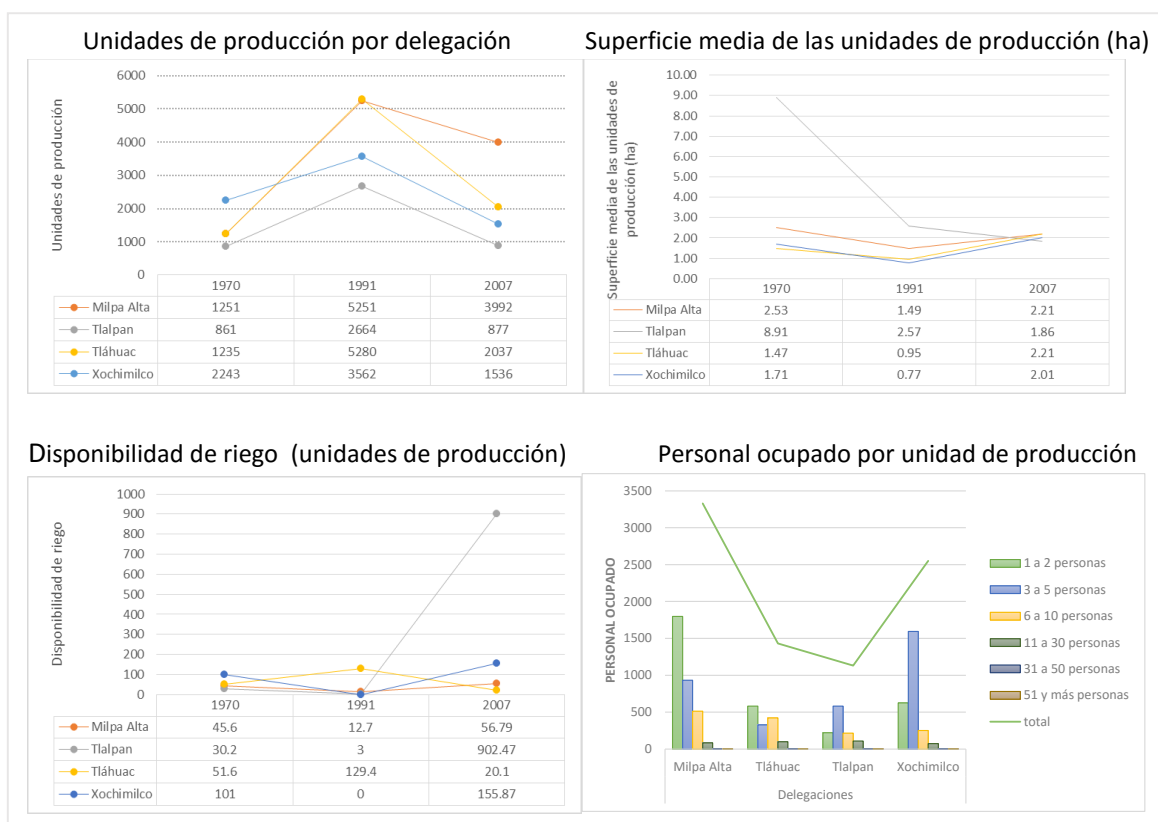 Unidades de producción por delegación
Unidades de producción
6000
5000
4000
3000
2000
1000
0
1970 1991 2007
Milpa Alta 1251 5251 3992
Tlalpan 861 2664 877
Tláhuac 1235 5280 2037
Xochimilco 2243 3562 1536
Superficie media de las unidades de producción (ha)
Superficie media de las unidades de
producción (ha)
10.00
9.00
8.00
7.00
6.00
5.00
4.00
3.00
2.00
1.00
0.00
1970 1991 2007
Milpa Alta 2.53 1.49 2.21
Tlalpan 8.91 2.57 1.86
Tláhuac 1.47 0.95 2.21
Xochimilco 1.71 0.77 2.01
Disponibilidad de riego (unidades de producción)
Disponibilidad de riego
1000
900
800
700
600
500
400
300
200
100
0
1970 1991 2007
Milpa Alta 45.6 12.7 56.79
Tlalpan 30.2 3 902.47
Tláhuac 51.6 129.4 20.1
Xochimilco 101 0 155.87
Personal ocupado por unidad de producción
PERSONAL OCUPADO
3500
3000
2500
2000
1500
1000
500
0
Milpa Alta Tláhuac Tlalpan Xochimilco
Delegaciones
1 a 2 personas
3 a 5 personas
6 a 10 personas
11 a 30 personas
31 a 50 personas
51 y más personas
total